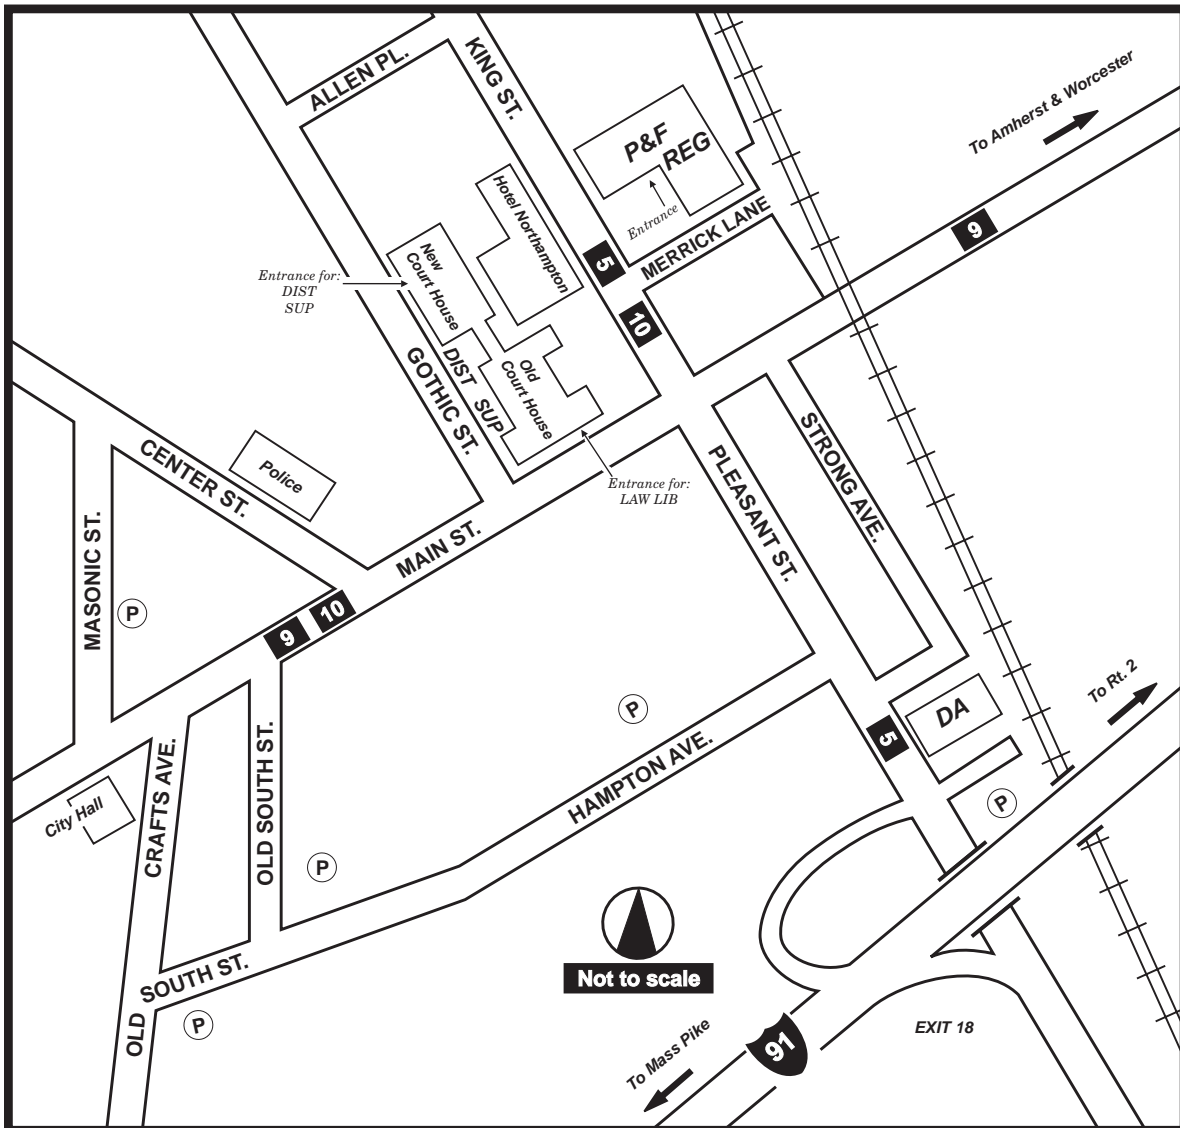 ALLEN PL.
KING ST.
P&F
REG
Entrance
MERRICK LANE
To Amherst & Worcester
9
5
10
Hotel Northampton
New
Court House
Entrance for:
DIST
SUP
DIST SUP
Old
Court House
GOTHIC ST.
Entrance for:
LAW LIB
CENTER ST.
Police
MASONIC ST.
MAIN ST.
PLEASANT ST.
STRONG AVE.
P
9
10
P
DA
5
To Rt. 2
P
HAMPTON AVE.
City Hall
CRAFTS AVE.
OLD SOUTH ST.
P
OLD SOUTH ST.
P
Not to scale
To Mass Pike
91
EXIT 18